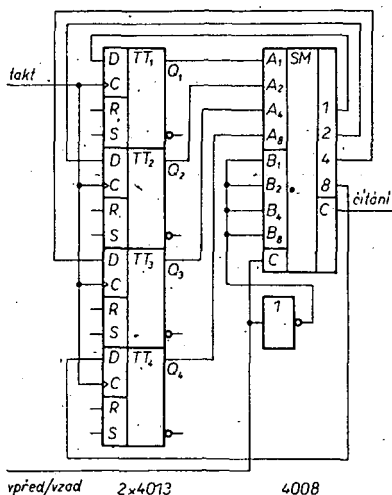 takt
D TT₁ Q₁
C
R
S
D TT₂ Q₂
C
R
S
D TT₃ Q₃
C
R
S
D TT₄ Q₄
C
R
S
A₁ SM
A₂
A₄ 1
A₈ 2
B₁ 4
B₂ 8
B₄ C čítání
B₈
C
1
vpřed/vzad 2×4013 4008